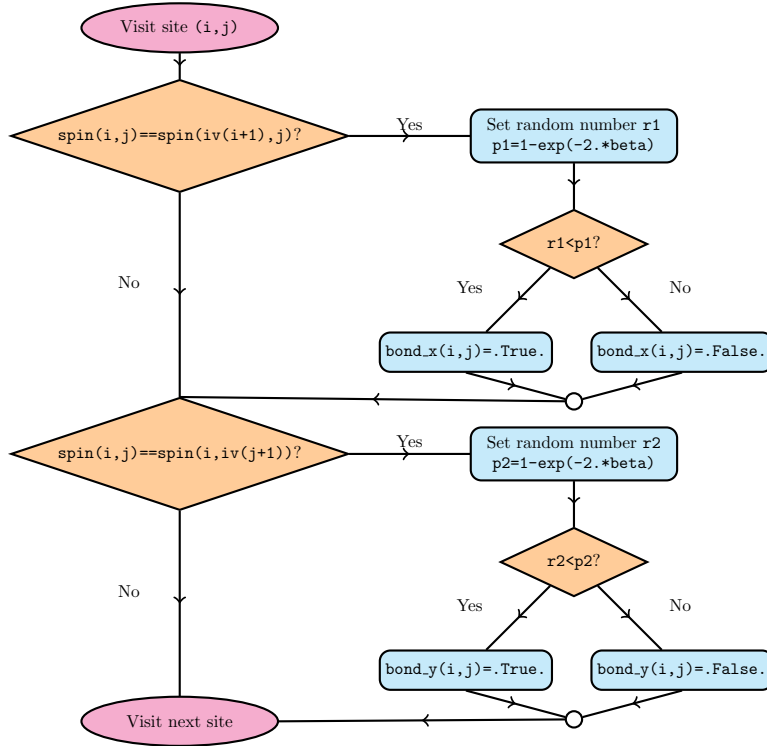 Visit site (i,j)
spin(i,j)==spin(iv(i+1),j)?
Yes
Set random number r1
p1=1-exp(-2.*beta)
r1<p1?
No
Yes
No
bond_x(i,j)=.True.
bond_x(i,j)=.False.
spin(i,j)==spin(i,iv(j+1))?
Yes
Set random number r2
p2=1-exp(-2.*beta)
r2<p2?
No
Yes
No
bond_y(i,j)=.True.
bond_y(i,j)=.False.
Visit next site